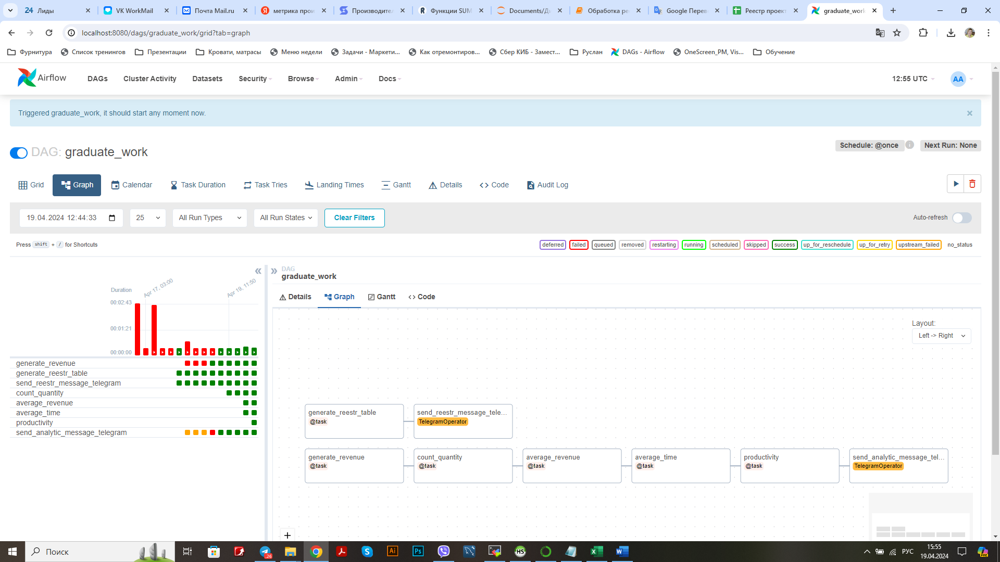 24 Лиды
VK WorkMail
Почта Mail.ru
метрика прои
Производител
Функции SUM
Documents/Ди
Обработка ре
Google Перев
Реестр проект
graduate_work
localhost:8080/dags/graduate_work/grid?tab=graph
Фурнитура
Список тренингов
Презентации
Кровати, матрасы
Меню недели
Задачи - Маркети...
Как отремонтиров...
Сбер КИБ - Замест...
Руслан
DAGs - Airflow
OneScreen_PM, Vis...
Обучение
Airflow
DAGs
Cluster Activity
Datasets
Security
Browse
Admin
Docs
12:55 UTC
AA
Triggered graduate_work, it should start any moment now.
DAG: graduate_work
Schedule: @once
Next Run: None
Grid
Graph
Calendar
Task Duration
Task Tries
Landing Times
Gantt
Details
Code
Audit Log
19.04.2024 12:44:33
25
All Run Types
All Run States
Clear Filters
Auto-refresh
Press shift + / for Shortcuts
deferred
failed
queued
removed
restarting
running
scheduled
skipped
success
up_for_reschedule
up_for_retry
upstream_failed
no_status
DAG
graduate_work
Apr 17, 03:00
Apr 19, 11:50
Duration
00:02:43
00:01:21
00:00:00
generate_revenue
generate_reestr_table
send_reestr_message_telegram
count_quantity
average_revenue
average_time
productivity
send_analytic_message_telegram
Details
Graph
Gantt
Code
Layout:
Left -> Right
generate_reestr_table
@task
send_reestr_message_tele...
TelegramOperator
generate_revenue
@task
count_quantity
@task
average_revenue
@task
average_time
@task
productivity
@task
send_analytic_message_tel...
TelegramOperator
Поиск
26
Ai
Ps
HS
РУС
15:55
19.04.2024
PRE